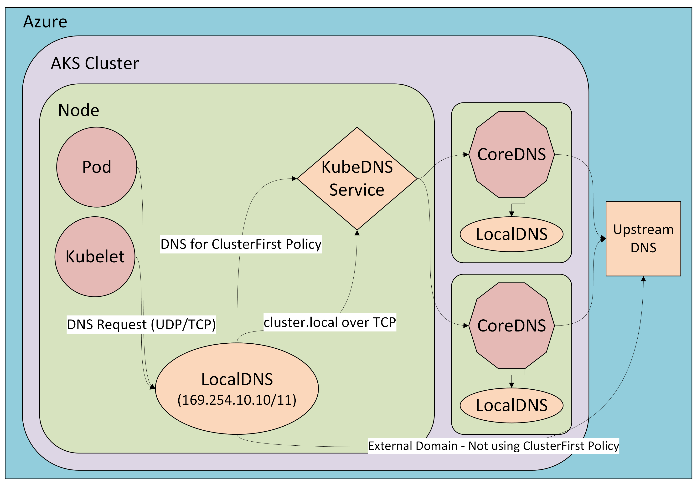 Azure
AKS Cluster
Node
Pod
Kubelet
KubeDNS
Service
CoreDNS
LocalDNS
Upstream
DNS
DNS for ClusterFirst Policy
DNS Request (UDP/TCP)
cluster.local over TCP
CoreDNS
LocalDNS
LocalDNS
(169.254.10.10/11)
External Domain - Not using ClusterFirst Policy